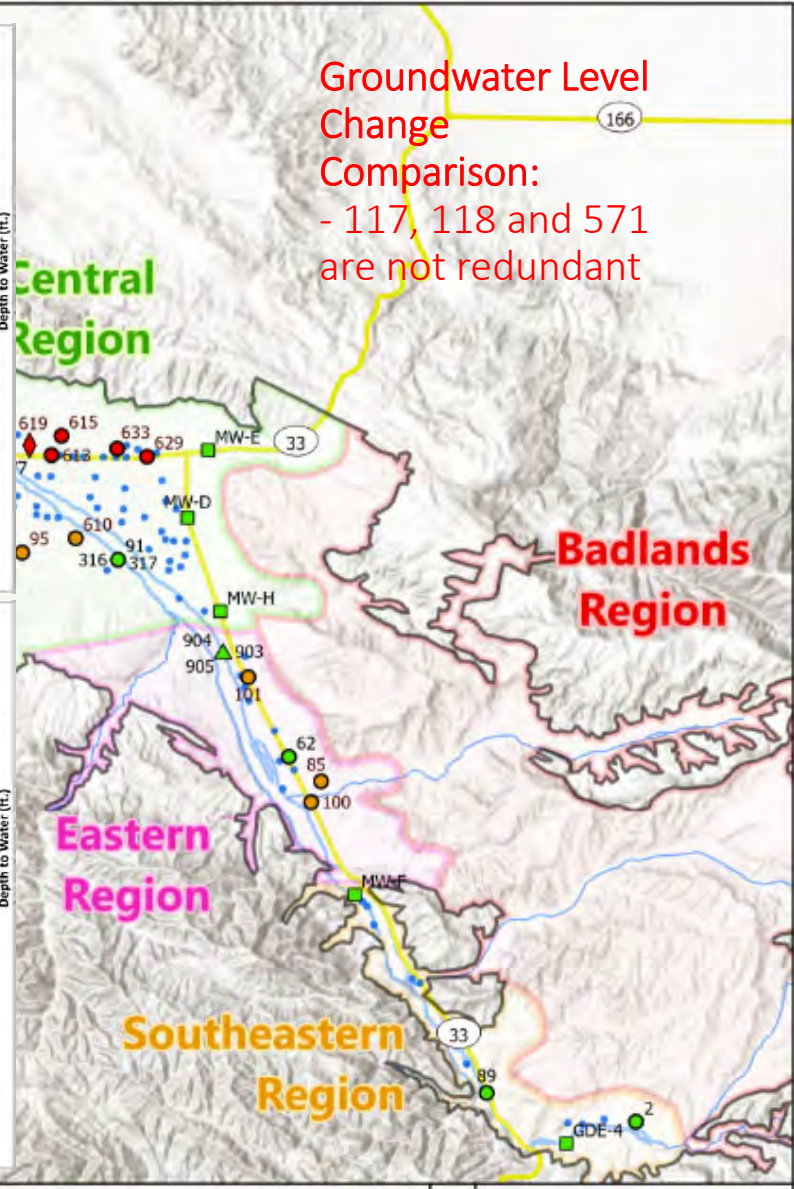 Groundwater Level
Change
Comparison:
- 117, 118 and 571
are not redundant
166
Depth to Water (ft.)
Central
Region
619
615
633
629
613
7
MW-E
33
MW-D
95
610
91
316
317
Badlands
Region
MW-H
904
903
905
101
62
85
100
Depth to Water (ft.)
Eastern
Region
MW-F
Southeastern
Region
33
89
2
GDE-4